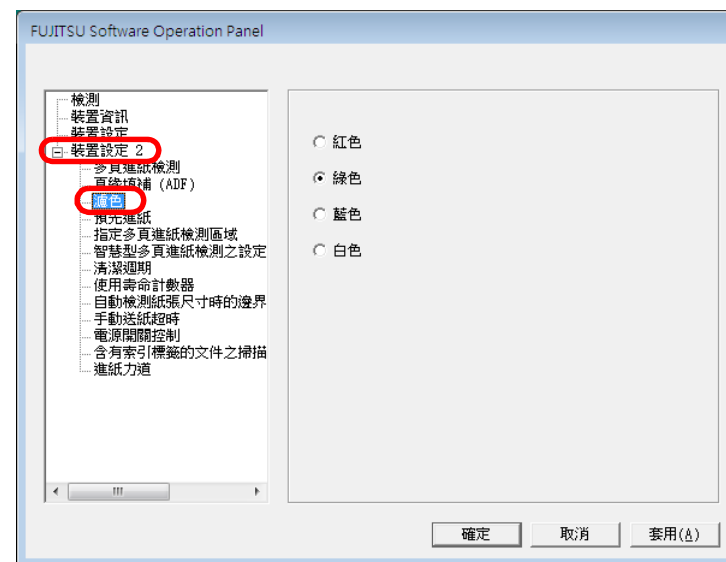 FUJITSU Software Operation Panel
檢測
裝置資訊
裝置設定
裝置設定 2
多頁進紙檢測
頁緣填補 (ADF)
濾色
預先進紙
指定多頁進紙檢測區域
智慧型多頁進紙檢測之設定
清潔週期
使用壽命計數器
自動檢測紙張尺寸時的邊界
手動送紙超時
電源開關控制
含有索引標籤的文件之掃描
進紙力道
紅色
綠色
藍色
白色
確定
取消
套用(A)